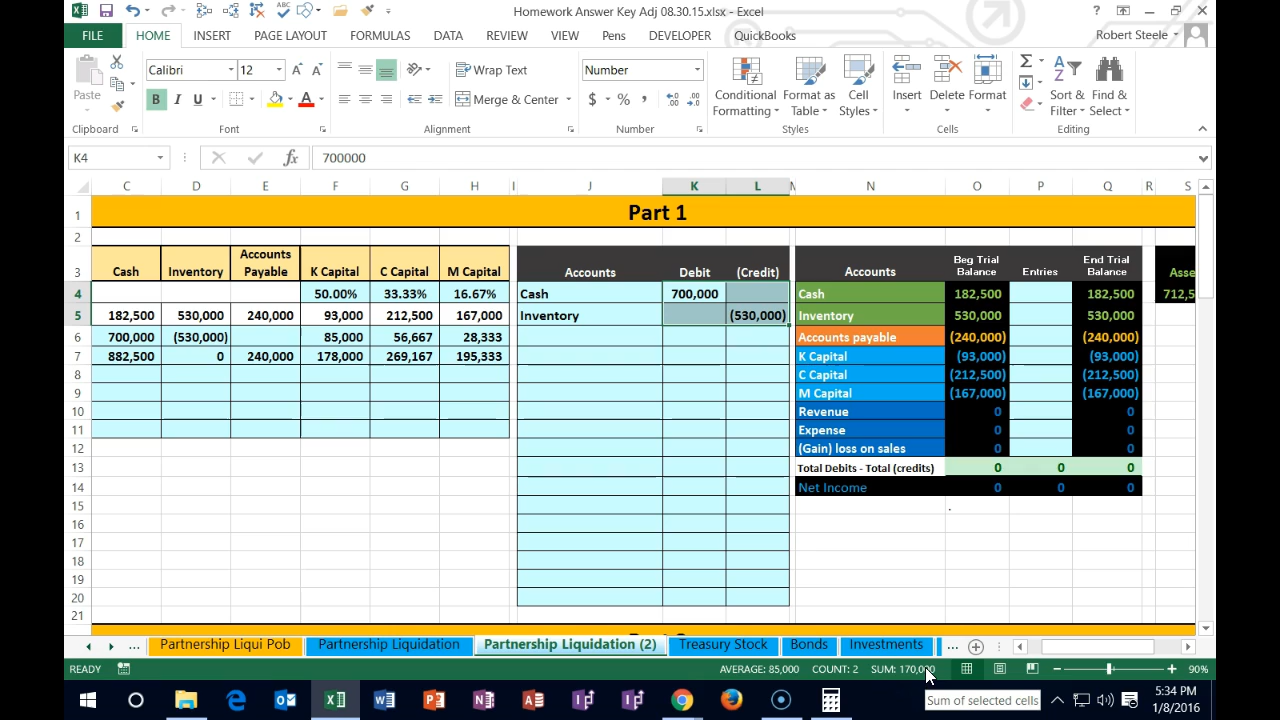 Homework Answer Key Adj 08.30.15.xlsx - Excel
FILE HOME INSERT PAGE LAYOUT FORMULAS DATA REVIEW VIEW Pens DEVELOPER QuickBooks Robert Steele
Paste
Calibri 12 Wrap Text Number
B I U Merge & Center $ % ,
Conditional Formatting Format as Table Cell Styles Insert Delete Format Sort & Filter Find & Select
Clipboard Font Alignment Number Styles Cells Editing
K4 fx 700000
C D E F G H I J K L M N O P Q R S
1 Part 1
2
3 Cash Inventory Accounts Payable K Capital C Capital M Capital Accounts Debit (Credit) Accounts Beg Trial Balance Entries End Trial Balance Asse
4 50.00% 33.33% 16.67% Cash 700,000 Cash 182,500 182,500 712,5
5 182,500 530,000 240,000 93,000 212,500 167,000 Inventory (530,000) Inventory 530,000 530,000
6 700,000 (530,000) 85,000 56,667 28,333 Accounts payable (240,000) (240,000)
7 882,500 0 240,000 178,000 269,167 195,333 K Capital (93,000) (93,000)
8 C Capital (212,500) (212,500)
9 M Capital (167,000) (167,000)
10 Revenue 0 0
11 Expense 0 0
12 (Gain) loss on sales 0 0
13 Total Debits - Total (credits) 0 0 0
14 Net Income 0 0 0
15
16
17
18
19
20
21
... Partnership Liqui Pob Partnership Liquidation Partnership Liquidation (2) Treasury Stock Bonds Investments ...
READY AVERAGE: 85,000 COUNT: 2 SUM: 170,000 90%
Sum of selected cells
5:34 PM
1/8/2016